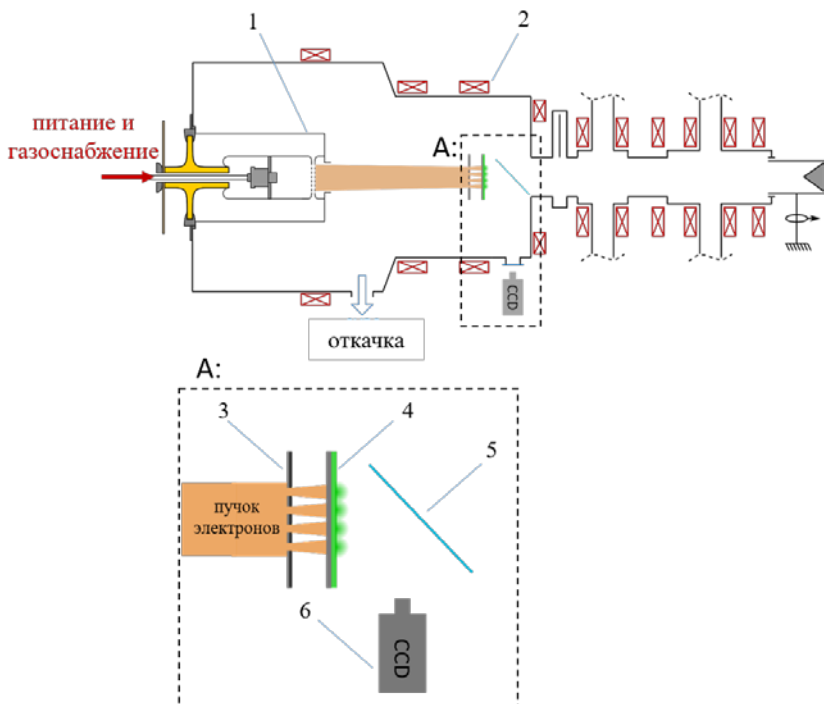 1
2
питание и
газоснабжение
A:
CCD
откачка
A:
3
4
5
пучок
электронов
6
CCD